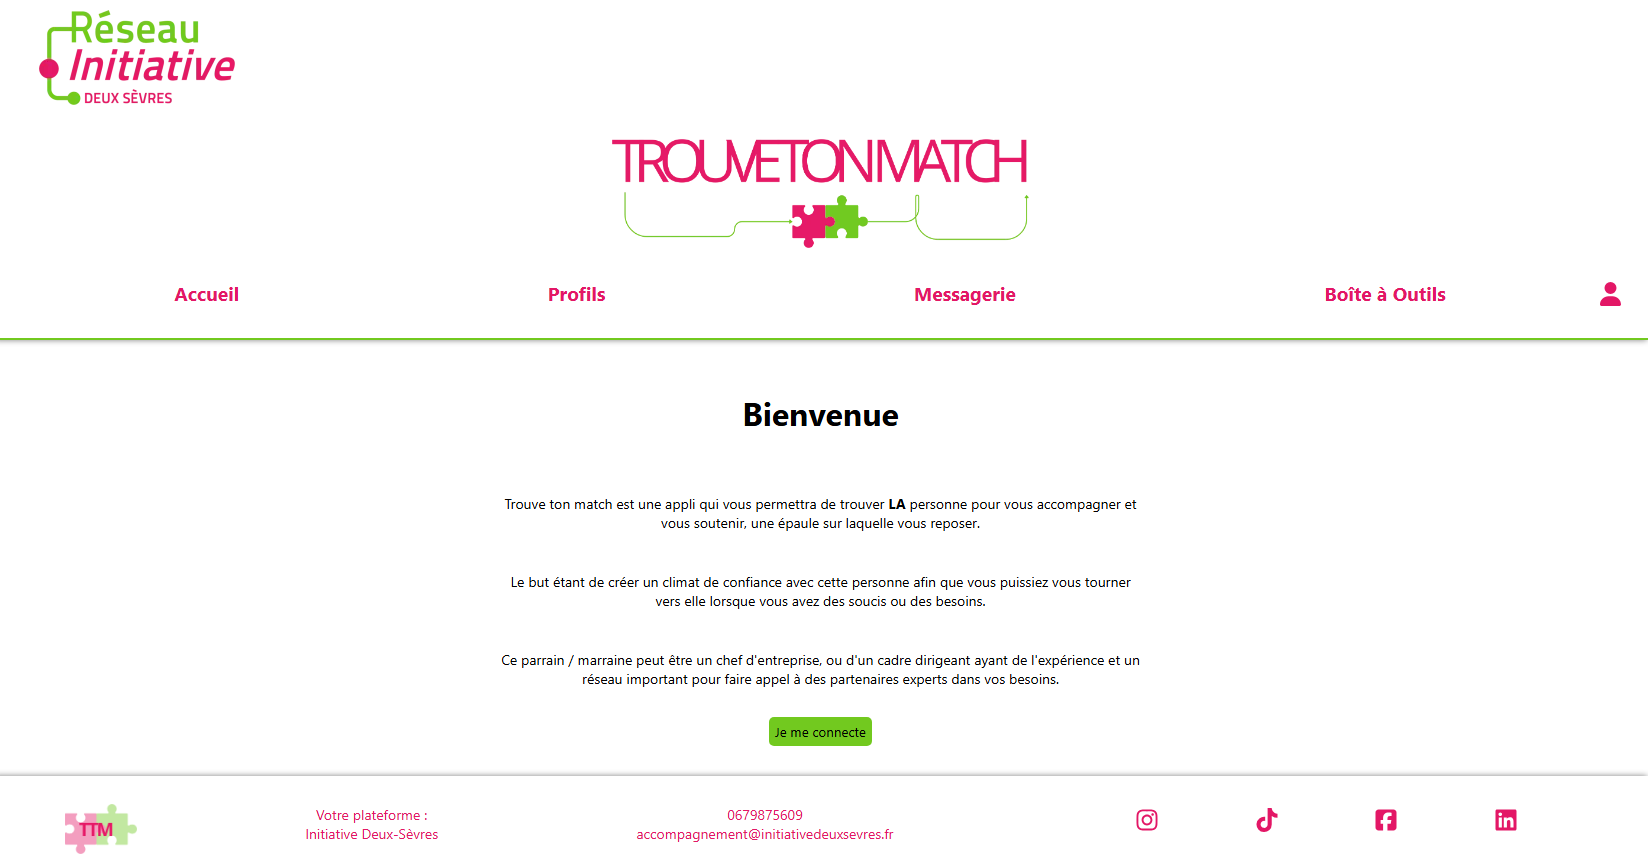 Réseau
Initiative
DEUX SÈVRES
TROUVETONMATCH
Accueil
Profils
Messagerie
Boîte à Outils
Bienvenue
Trouve ton match est une appli qui vous permettra de trouver LA personne pour vous accompagner et
vous soutenir, une épaule sur laquelle vous reposer.
Le but étant de créer un climat de confiance avec cette personne afin que vous puissiez vous tourner
vers elle lorsque vous avez des soucis ou des besoins.
Ce parrain / marraine peut être un chef d'entreprise, ou d'un cadre dirigeant ayant de l'expérience et un
réseau important pour faire appel à des partenaires experts dans vos besoins.
Je me connecte
TTM
Votre plateforme :
Initiative Deux-Sèvres
0679875609
accompagnement@initiativedeuxsevres.fr